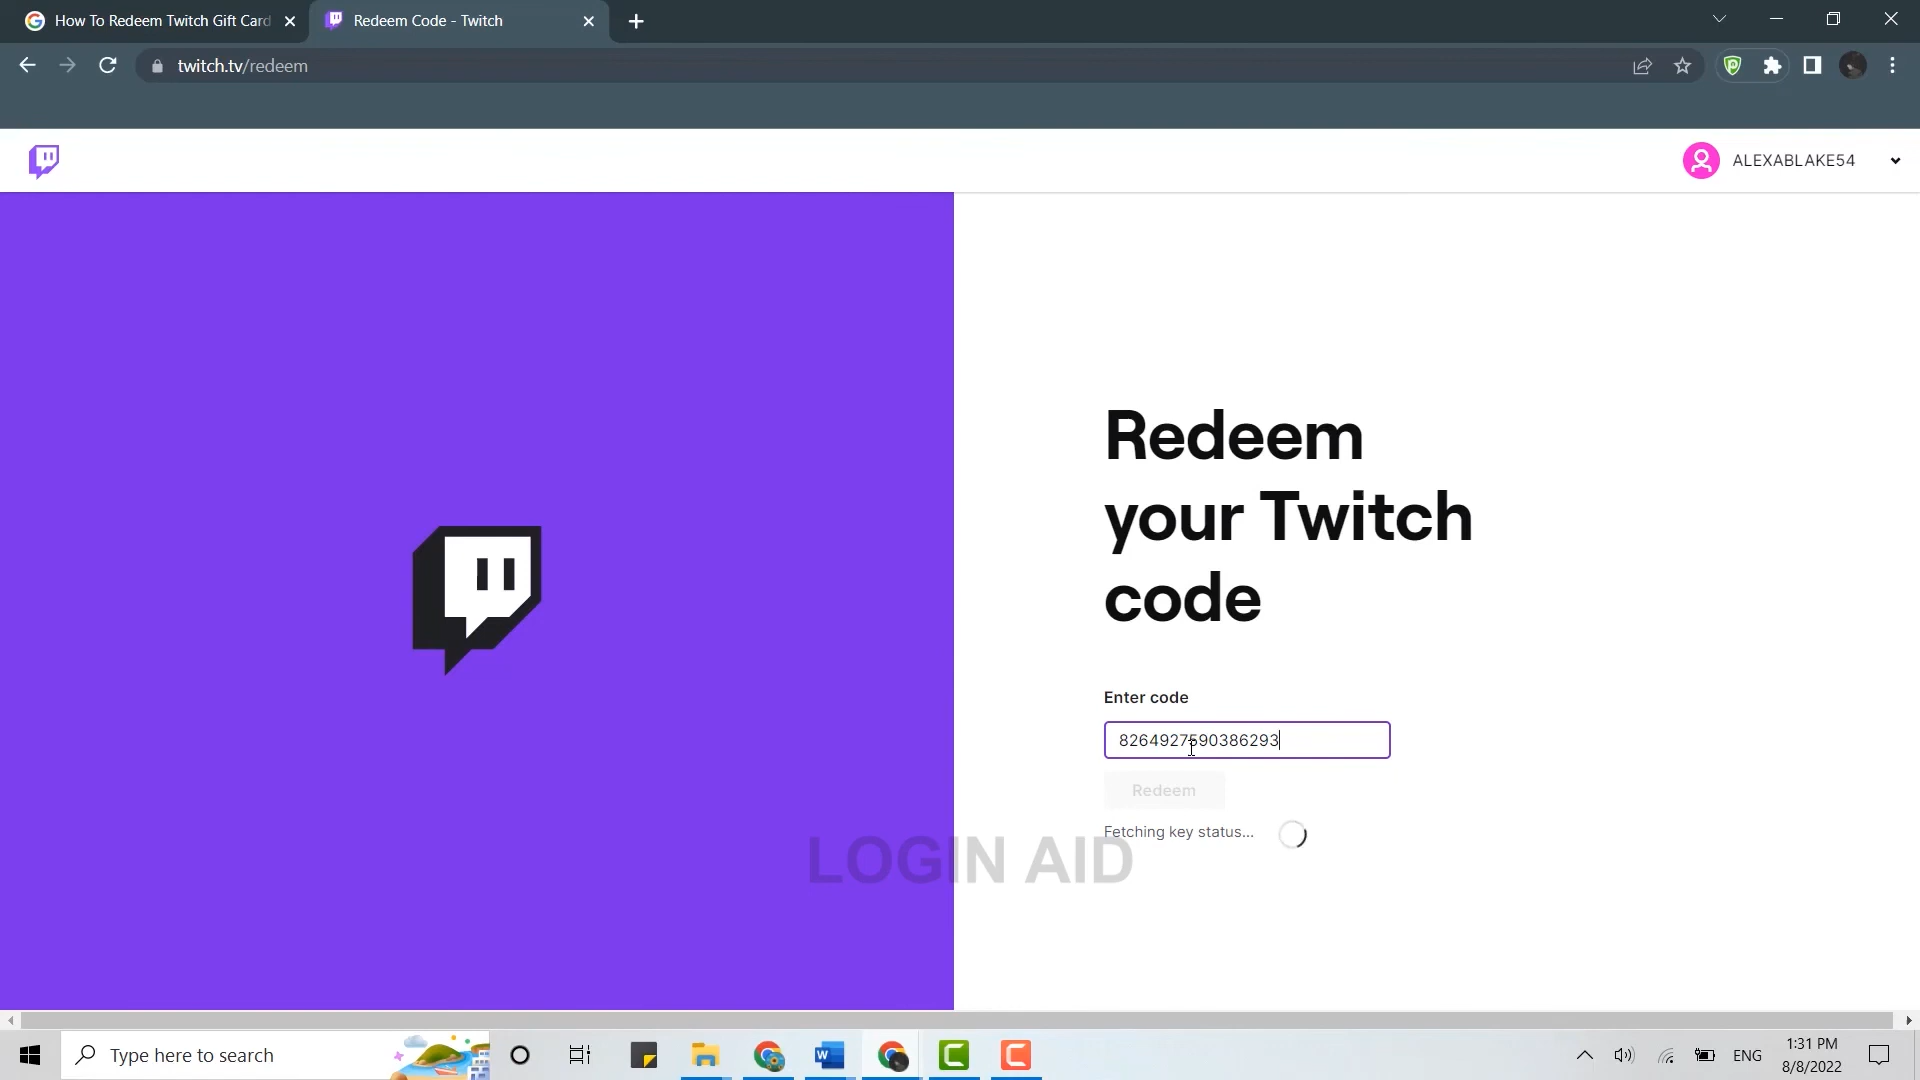 How To Redeem Twitch Gift Card
Redeem Code - Twitch
twitch.tv/redeem
ALEXABLAKE54
Redeem
your Twitch
code
Enter code
8264927590386293
Redeem
Fetching key status...
LOGIN AID
Type here to search
ENG
1:31 PM
8/8/2022